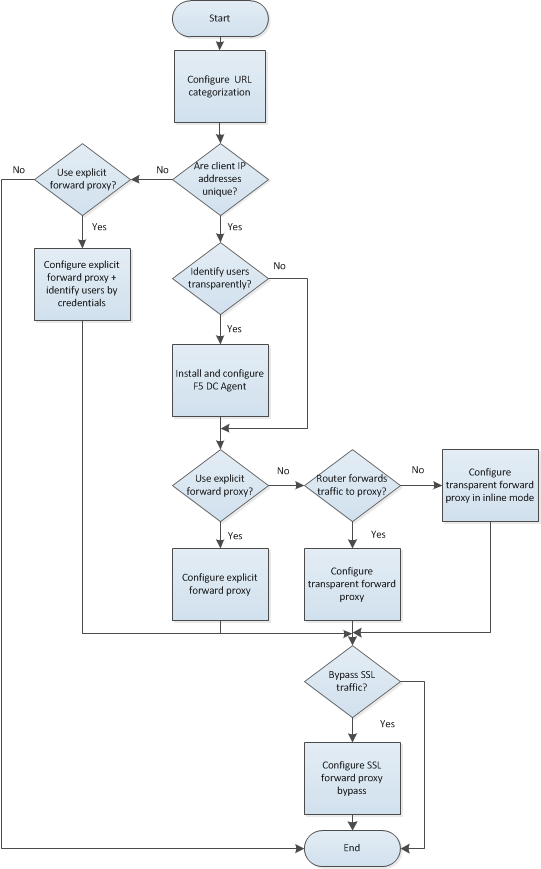 Start
Configure URL
categorization
Are client IP
addresses
unique?
No
Use explicit
forward proxy?
No
Yes
Yes
Configure explicit
forward proxy +
identify users by
credentials
Identify users
transparently?
No
Yes
Install and configure
F5 DC Agent
Use explicit
forward proxy?
No
Router forwards
traffic to proxy?
No
Configure
transparent forward
proxy in inline mode
Yes
Yes
Configure explicit
forward proxy
Configure
transparent forward
proxy
Bypass SSL
traffic?
Yes
Configure SSL
forward proxy
bypass
End